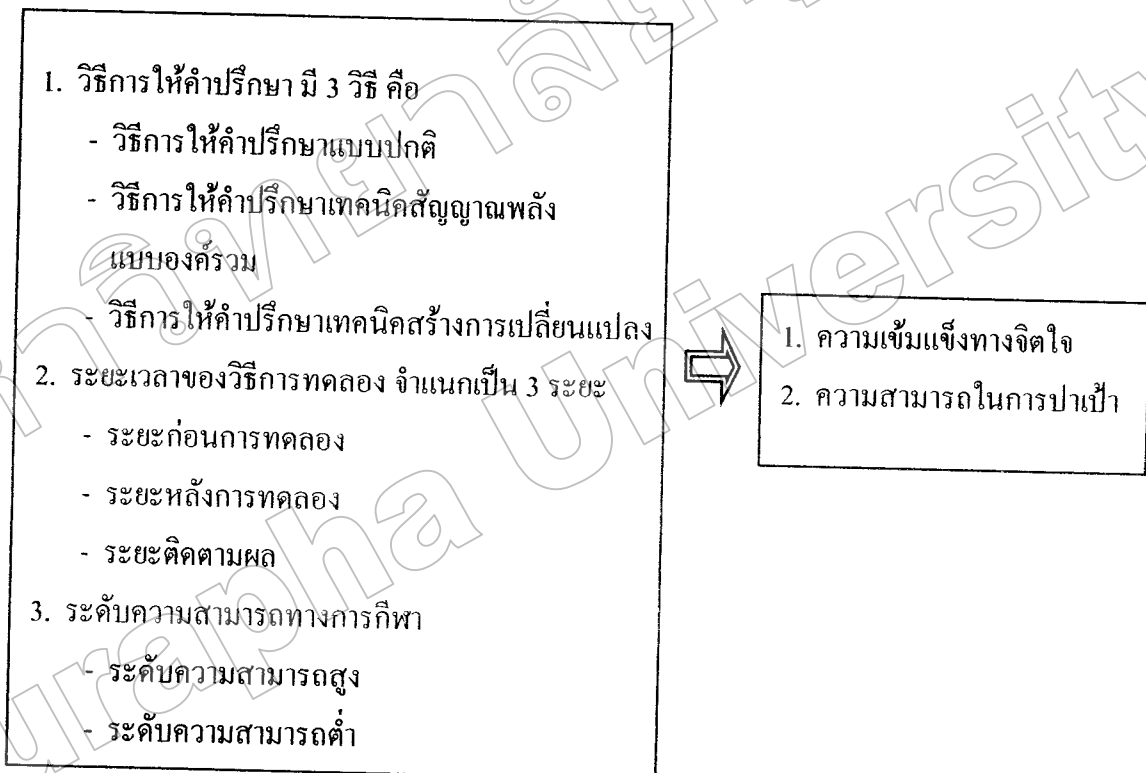 1. วิธีการให้คำปรึกษา มี 3 วิธี คือ
- วิธีการให้คำปรึกษาแบบปกติ
- วิธีการให้คำปรึกษาเทคนิคสัญญาณพลัง
แบบองค์รวม
- วิธีการให้คำปรึกษาเทคนิคสร้างการเปลี่ยนแปลง
2. ระยะเวลาของวิธีการทดลอง จำแนกเป็น 3 ระยะ
- ระยะก่อนการทดลอง
- ระยะหลังการทดลอง
- ระยะติดตามผล
3. ระดับความสามารถทางการกีฬา
- ระดับความสามารถสูง
- ระดับความสามารถต่ำ
1. ความเข้มแข็งทางจิตใจ
2. ความสามารถในการปาเป้า
urapha University